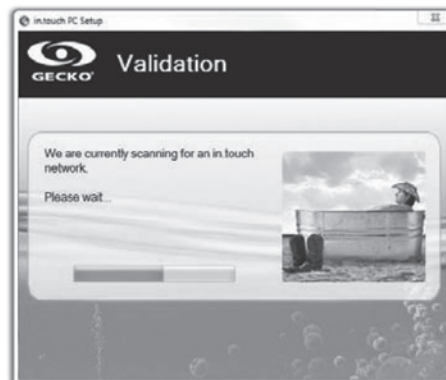 in.touch PC Setup
GECKO
Validation
We are currently scanning for an in.touch
network.
Please wait...